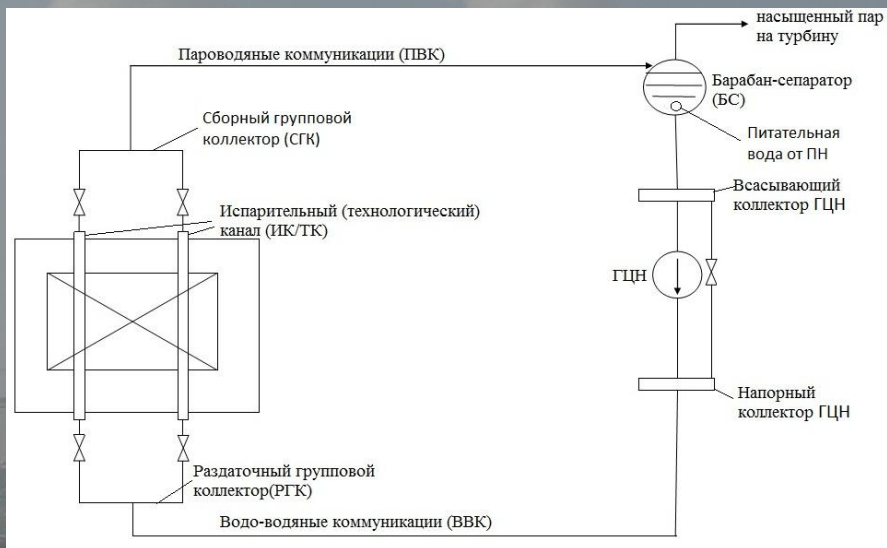 насыщенный пар
на турбину
Пароводяные коммуникации (ПВК)
Барабан-сепаратор
(БС)
Сборный групповой
коллектор (СГК)
Питательная
вода от ПН
Всасывающий
коллектор ГЦН
Испарительный (технологический)
канал (ИК/ТК)
ГЦН
Напорный
коллектор ГЦН
Раздаточный групповой
коллектор(РГК)
Водо-водяные коммуникации (ВВК)